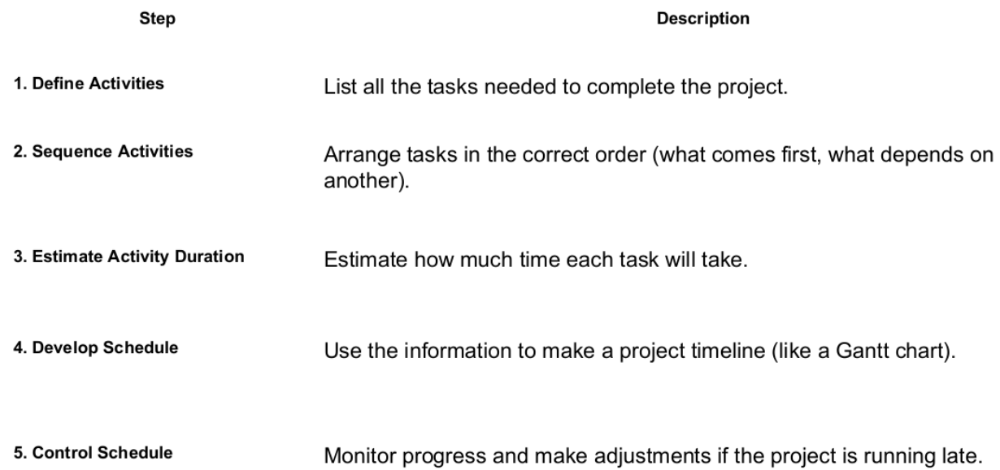 Step
Description
1. Define Activities
List all the tasks needed to complete the project.
2. Sequence Activities
Arrange tasks in the correct order (what comes first, what depends on
another).
3. Estimate Activity Duration
Estimate how much time each task will take.
4. Develop Schedule
Use the information to make a project timeline (like a Gantt chart).
5. Control Schedule
Monitor progress and make adjustments if the project is running late.